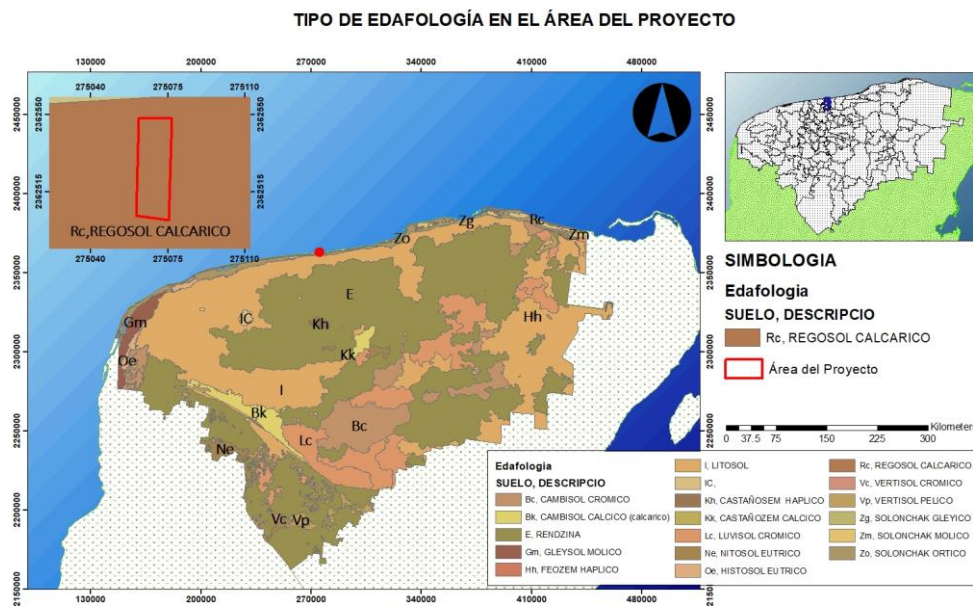 TIPO DE EDAFOLOGÍA EN EL ÁREA DEL PROYECTO
130000 200000 270000 340000 410000 480000
275040 275075 275110
2362550 2362515
2362550 2362515
Rc,REGOSOL CALCARICO
275040 275075 275110
2450000 2400000 2350000 2300000 2250000 2200000 2150000
Zo
Zg
Rc
Zm
E
IC
Kh
Kk
Hh
Gm
Oe
I
Bk
Bc
Lc
Ne
Vc Vp
130000 200000 270000 340000 410000 480000
SIMBOLOGIA
Edafologia
SUELO, DESCRIPCIO
Rc, REGOSOL CALCARICO
Área del Proyecto
Kilometers
0 37.5 75 150 225 300
Edafologia
SUELO, DESCRIPCIO
Bc, CAMBISOL CROMICO
Bk, CAMBISOL CALCICO (calcarico)
E, RENDZINA
Gm, GLEYSOL MOLICO
Hh, FEOZEM HAPLICO
I, LITOSOL
IC,
Kh, CASTAÑOSEM HAPLICO
Kk, CASTAÑOZEM CALCICO
Lc, LUVISOL CROMICO
Ne, NITOSOL EUTRICO
Oe, HISTOSOL EUTRICO
Rc, REGOSOL CALCARICO
Vc, VERTISOL CROMICO
Vp, VERTISOL PELICO
Zg, SOLONCHAK GLEYICO
Zm, SOLONCHAK MOLICO
Zo, SOLONCHAK ORTICO